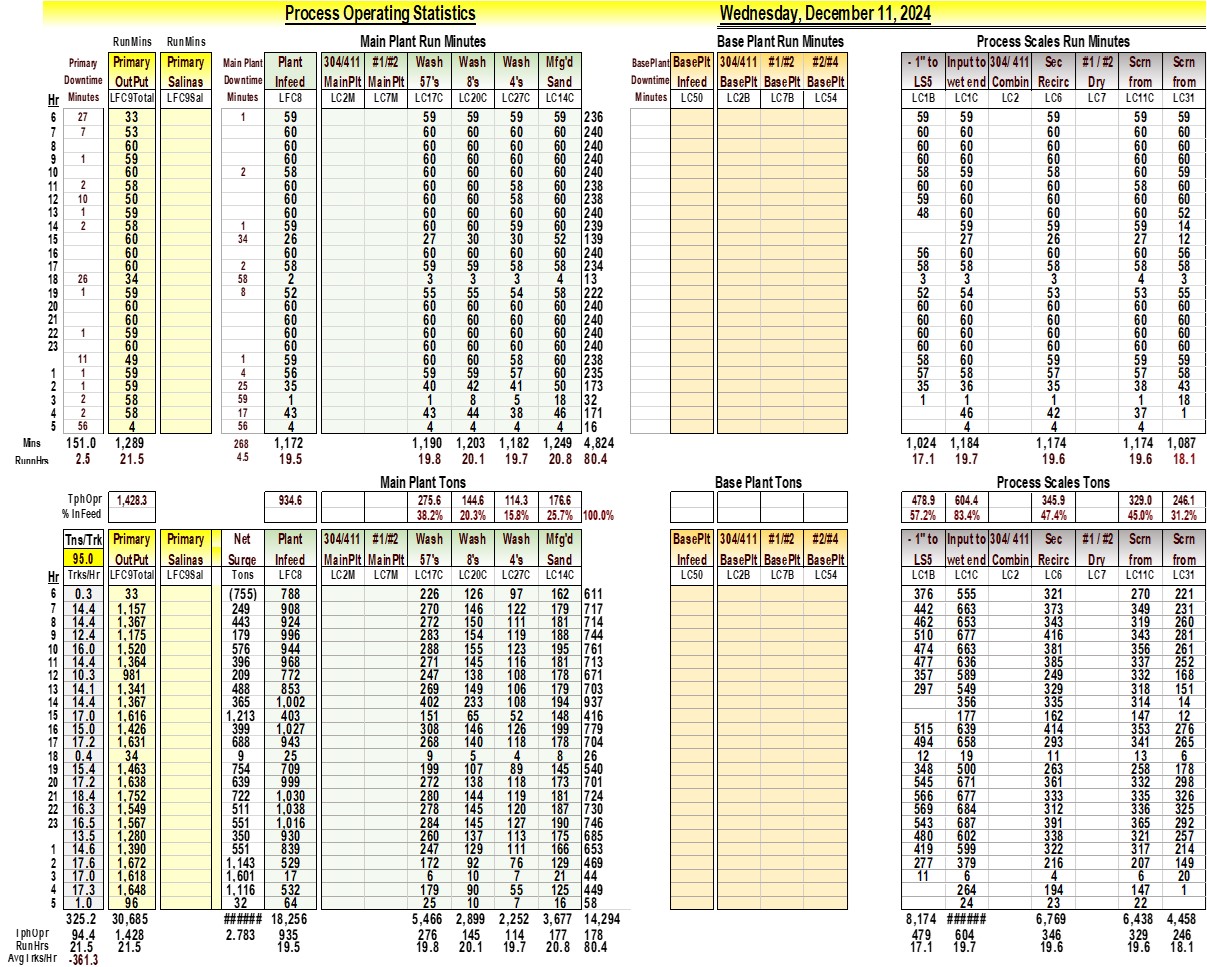 Process Operating Statistics Wednesday, December 11, 2024
RunMins RunMins Main Plant Run Minutes Base Plant Run Minutes Process Scales Run Minutes
Primary Primary Primary Main Plant Plant 304/411 #1/#2 Wash Wash Wash Mfg'd BasePlant BasePlt 304/411 #1/#2 #2/#4 - 1" to Input to 304/ 411 Sec #1 / #2 Scrn Scrn
Downtime OutPut Salinas Downtime Infeed MainPlt MainPlt 57's 8's 4's Sand Downtime Infeed BasePlt BasePlt BasePlt LS5 wet end Combin Recirc Dry from from
Hr Minutes LFC9Total LFC9Sal Minutes LFC8 LC2M LC7M LC17C LC20C LC27C LC14C Minutes LC50 LC2B LC7B LC54 LC1B LC1C LC2 LC6 LC7 LC11C LC31
6 27 33 1 59 59 59 59 59 236 59 59 59 59 59
7 7 53 60 60 60 60 60 240 60 60 60 60 60
8 60 60 60 60 60 60 240 60 60 60 60 60
9 1 59 60 60 60 60 60 240 60 60 60 60 60
10 60 2 58 60 60 60 60 240 58 59 58 60 59
11 2 58 60 60 60 58 60 238 60 60 60 58 60
12 10 50 60 60 60 58 60 238 59 60 60 60 60
13 1 59 60 60 60 60 60 240 48 60 60 60 52
14 2 58 1 59 60 60 59 60 239 60 59 59 14
15 60 34 26 27 30 30 52 139 27 26 27 12
16 60 60 60 60 60 60 240 56 60 60 60 56
17 60 2 58 59 59 58 58 234 58 58 58 58 58
18 26 34 58 2 3 3 3 4 13 3 3 3 4 3
19 1 59 8 52 55 55 54 58 222 52 54 53 53 55
20 60 60 60 60 60 60 240 60 60 60 60 60
21 60 60 60 60 60 60 240 60 60 60 60 60
22 1 59 60 60 60 60 60 240 60 60 60 60 60
23 60 60 60 60 60 60 240 60 60 60 60 60
11 49 1 59 60 60 58 60 238 58 60 59 59 59
1 1 59 4 56 59 59 57 60 235 57 58 57 57 58
2 1 59 25 35 40 42 41 50 173 35 36 35 38 43
3 2 58 59 1 1 8 5 18 32 1 1 1 1 18
4 2 58 17 43 43 44 38 46 171 46 42 37 1
5 56 4 56 4 4 4 4 4 16 4 4 4
Mins 151.0 1,289 268 1,172 1,190 1,203 1,182 1,249 4,824 1,024 1,184 1,174 1,174 1,087
RunnHrs 2.5 21.5 4.5 19.5 19.8 20.1 19.7 20.8 80.4 17.1 19.7 19.6 19.6 18.1
Main Plant Tons Base Plant Tons Process Scales Tons
TphOpr 1,428.3 934.6 275.6 144.6 114.3 176.6 478.9 604.4 345.9 329.0 246.1
% InFeed 38.2% 20.3% 15.8% 25.7% 100.0% 57.2% 83.4% 47.4% 45.0% 31.2%
Tns/Trk Primary Primary Net Plant 304/411 #1/#2 Wash Wash Wash Mfg'd BasePlt 304/411 #1/#2 #2/#4 - 1" to Input to 304/ 411 Sec #1 / #2 Scrn Scrn
95.0 OutPut Salinas Surge Infeed MainPlt MainPlt 57's 8's 4's Sand Infeed BasePlt BasePlt BasePlt LS5 wet end Combin Recirc Dry from from
Hr Trks/Hr LFC9Total LFC9Sal Tons LFC8 LC2M LC7M LC17C LC20C LC27C LC14C LC50 LC2B LC7B LC54 LC1B LC1C LC2 LC6 LC7 LC11C LC31
6 0.3 33 (755) 788 226 126 97 162 611 376 555 321 270 221
7 14.4 1,157 249 908 270 146 122 179 717 442 663 373 349 231
8 14.4 1,367 443 924 272 150 111 181 714 462 653 343 319 260
9 12.4 1,175 179 996 283 154 119 188 744 510 677 416 343 281
10 16.0 1,520 576 944 288 155 123 195 761 474 663 381 356 261
11 14.4 1,364 396 968 271 145 116 181 713 477 636 385 337 252
12 10.3 981 209 772 247 138 108 178 671 357 589 249 332 168
13 14.1 1,341 488 853 269 149 106 179 703 297 549 329 318 151
14 14.4 1,367 365 1,002 402 233 108 194 937 356 335 314 14
15 17.0 1,616 1,213 403 151 65 52 148 416 177 162 147 12
16 15.0 1,426 399 1,027 308 146 126 199 779 515 639 414 353 276
17 17.2 1,631 688 943 268 140 118 178 704 494 658 293 341 265
18 0.4 34 9 25 9 5 4 8 26 12 19 11 13 6
19 15.4 1,463 754 709 199 107 89 145 540 348 500 263 258 178
20 17.2 1,638 639 999 272 138 118 173 701 545 671 361 332 298
21 18.4 1,752 722 1,030 280 144 119 181 724 566 677 333 335 326
22 16.3 1,549 511 1,038 278 145 120 187 730 569 684 312 336 325
23 16.5 1,567 551 1,016 284 145 127 190 746 543 687 391 365 292
13.5 1,280 350 930 260 137 113 175 685 480 602 338 321 257
1 14.6 1,390 551 839 247 129 111 166 653 419 599 322 317 214
2 17.6 1,672 1,143 529 172 92 76 129 469 277 379 216 207 149
3 17.0 1,618 1,601 17 6 10 7 21 44 11 6 4 6 20
4 17.3 1,648 1,116 532 179 90 55 125 449 264 194 147 1
5 1.0 96 32 64 25 10 7 16 58 24 23 22
325.2 30,685 ###### 18,256 5,466 2,899 2,252 3,677 14,294 8,174 ###### 6,769 6,438 4,458
TphOpr 94.4 1.428 2.783 935 276 145 114 177 178 479 604 346 329 246
RunHrs 21.5 21.5 19.5 19.8 20.1 19.7 20.8 80.4 17.1 19.7 19.6 19.6 18.1
AvgTrks/Hr -361.3